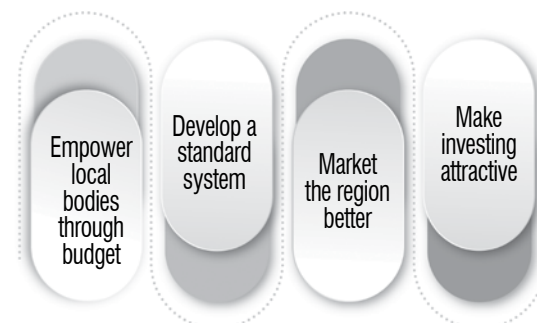 Empower
local
bodies
through
budget
Develop a
standard
system
Market
the region
better
Make
investing
attractive